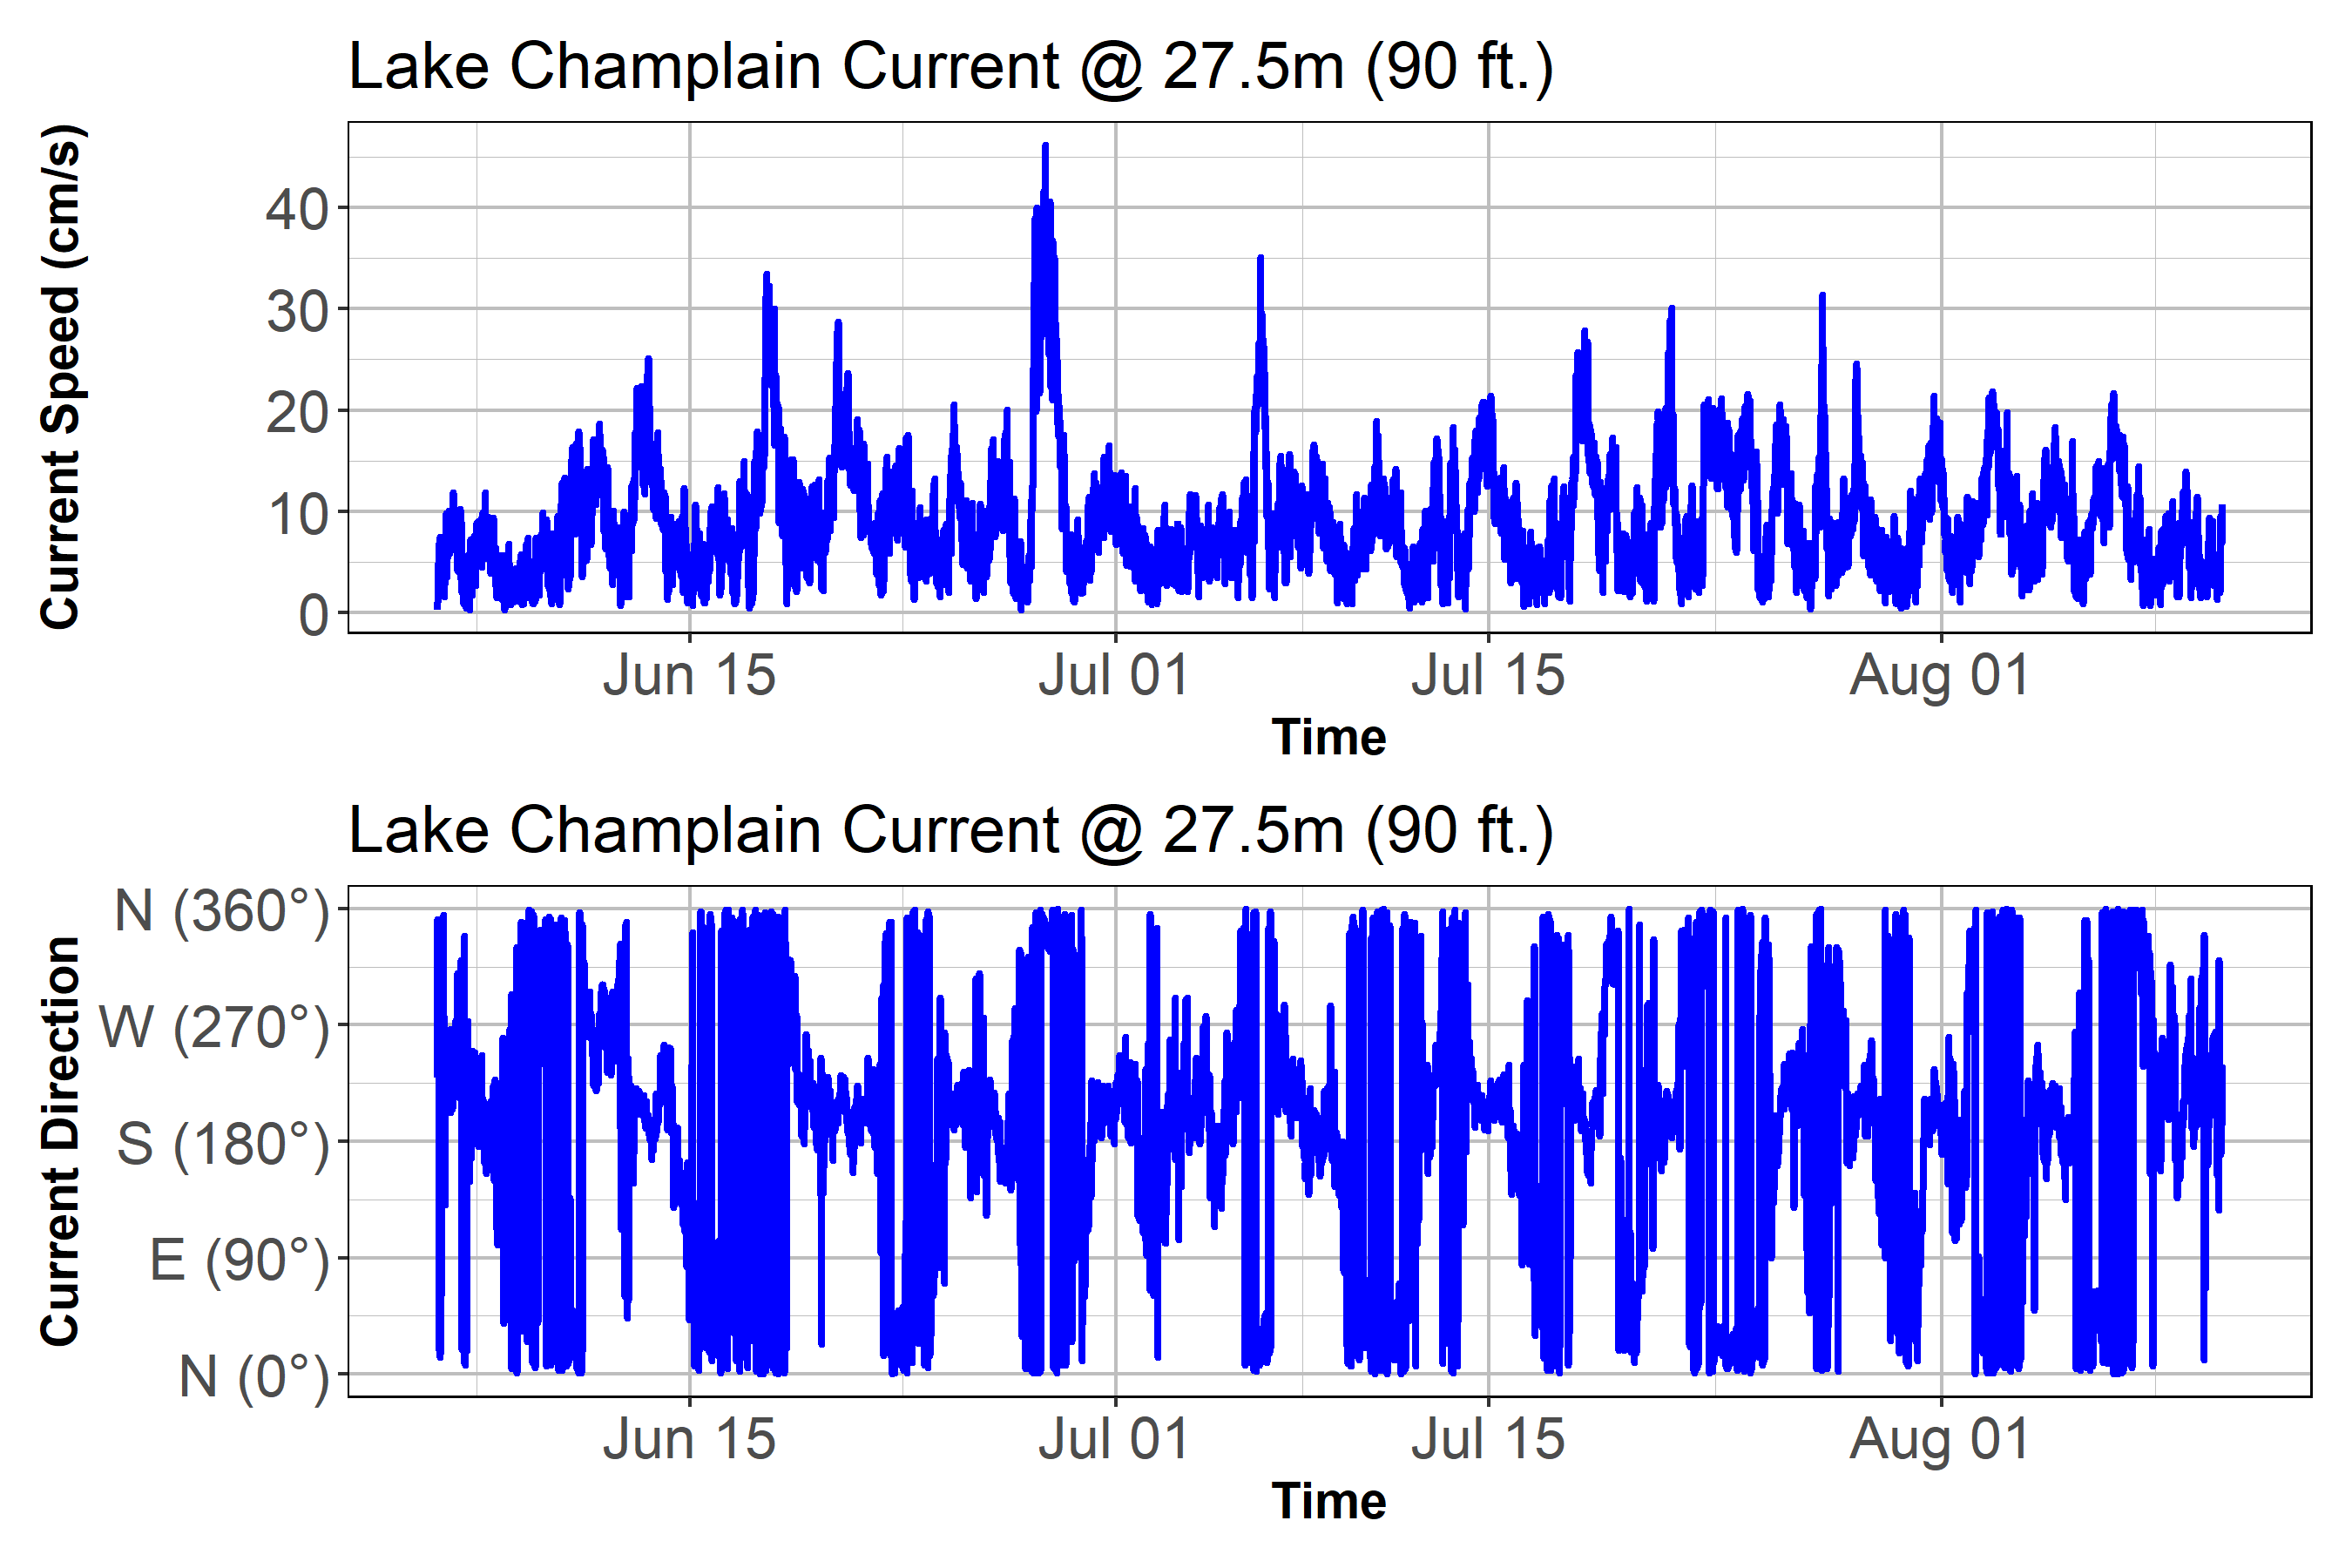 Lake Champlain Current @ 27.5m (90 ft.)
Current Speed (cm/s)
40
30
20
10
0
Jun 15 Jul 01 Jul 15 Aug 01
Time
Lake Champlain Current @ 27.5m (90 ft.)
Current Direction
N (360°)
W (270°)
S (180°)
E (90°)
N (0°)
Jun 15 Jul 01 Jul 15 Aug 01
Time